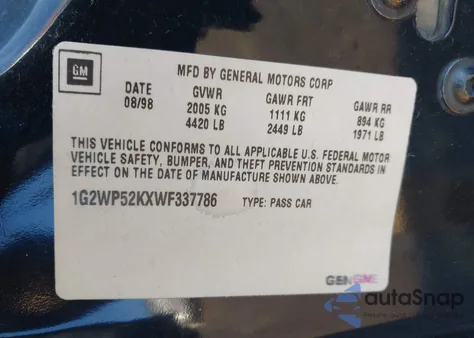 GM
MFD BY GENERAL MOTORS CORP
DATE GVWR GAWR FRT GAWR RR
08/98 2005 KG 1111 KG 894 KG
4420 LB 2449 LB 1971 LB
THIS VEHICLE CONFORMS TO ALL APPLICABLE U.S. FEDERAL MOTOR
VEHICLE SAFETY, BUMPER, AND THEFT PREVENTION STANDARDS IN
EFFECT ON THE DATE OF MANUFACTURE SHOWN ABOVE.
1G2WP52KXWF337786 TYPE: PASS CAR
GENGME
autoSnap